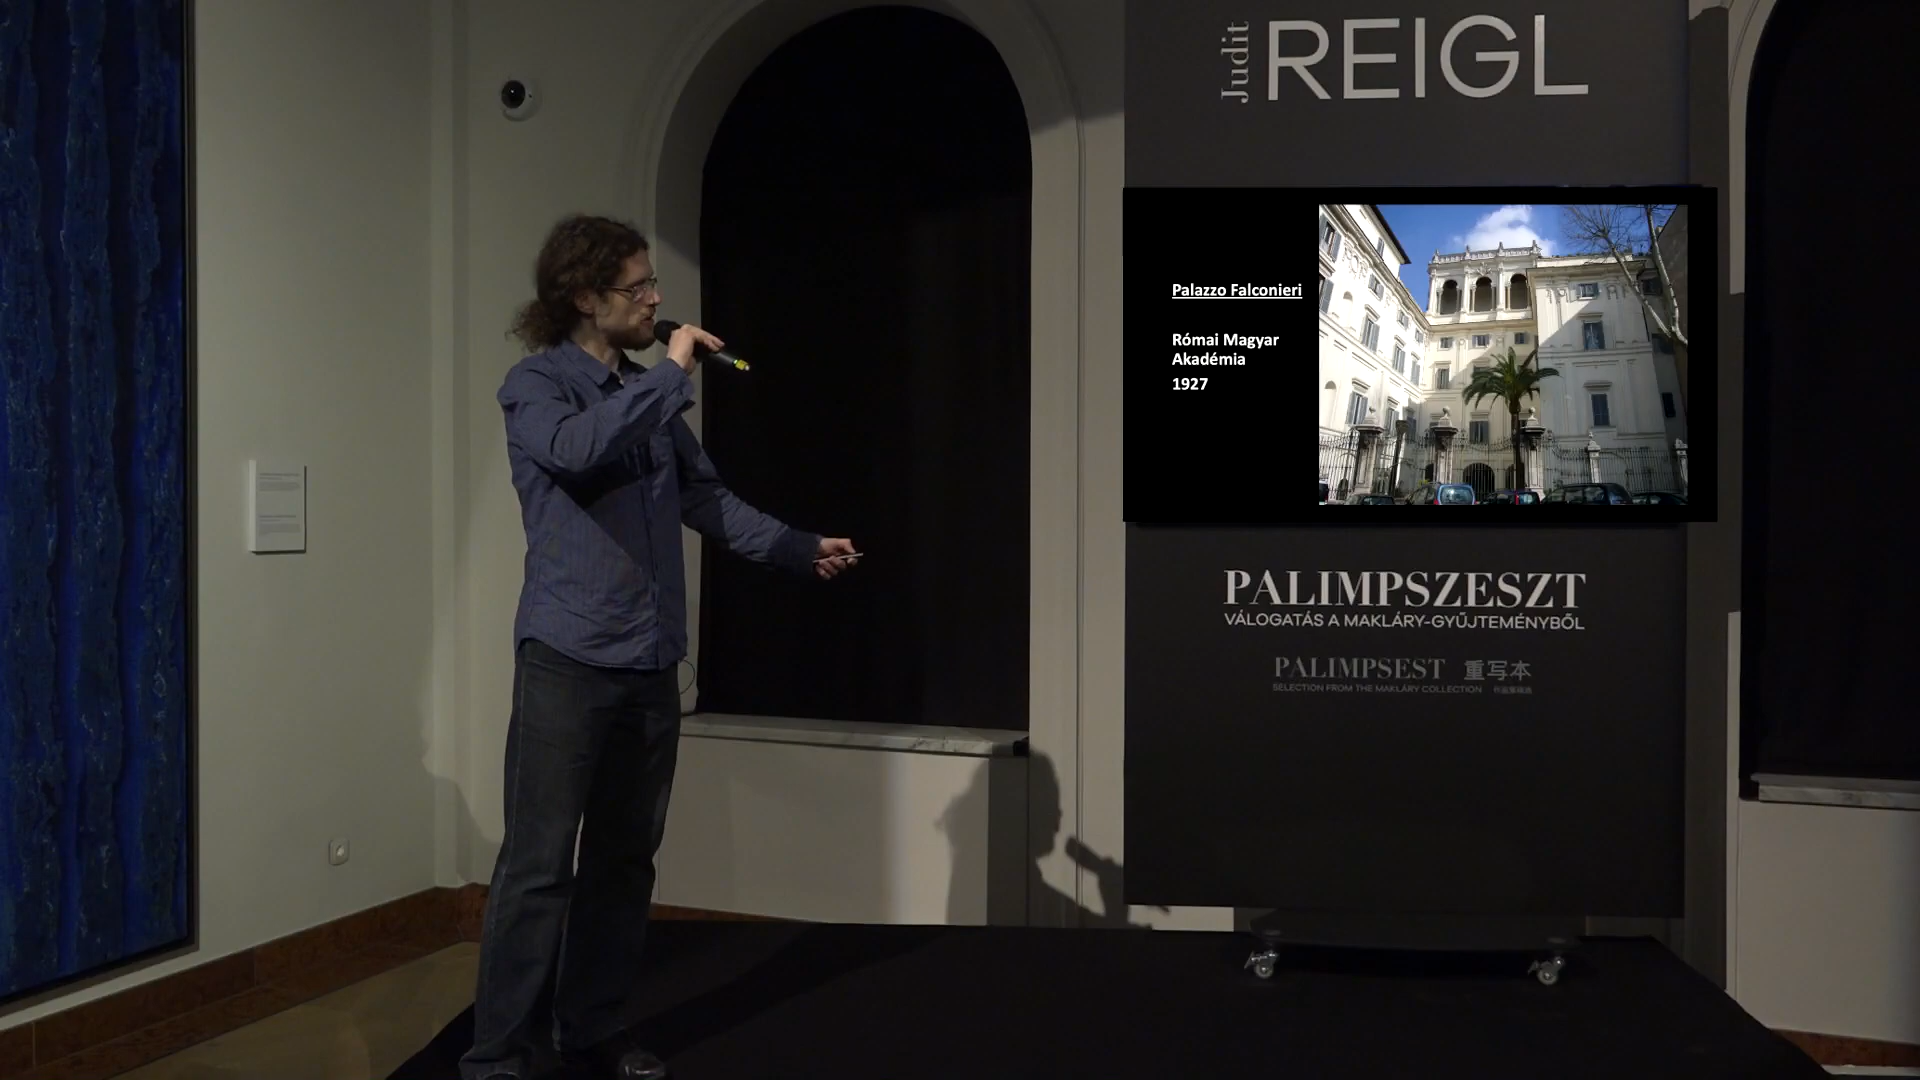 Judit
REIGL
Palazzo Falconieri
Római Magyar
Akadémia
1927
PALIMPSZESZT
VÁLOGATÁS A MAKLÁRY-GYŰJTEMÉNYBŐL
PALIMPSEST 重写本
SELECTION FROM THE MAKLÁRY COLLECTION